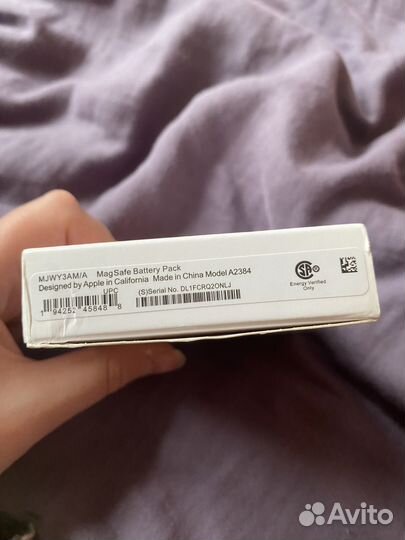 MJWY3AM/A MagSafe Battery Pack
Designed by Apple in California Made in China Model A2384
UPC (S)Serial No. DL1FCRQ2ONLJ
1 94252 45848 8
Energy Verified
Only
Avito